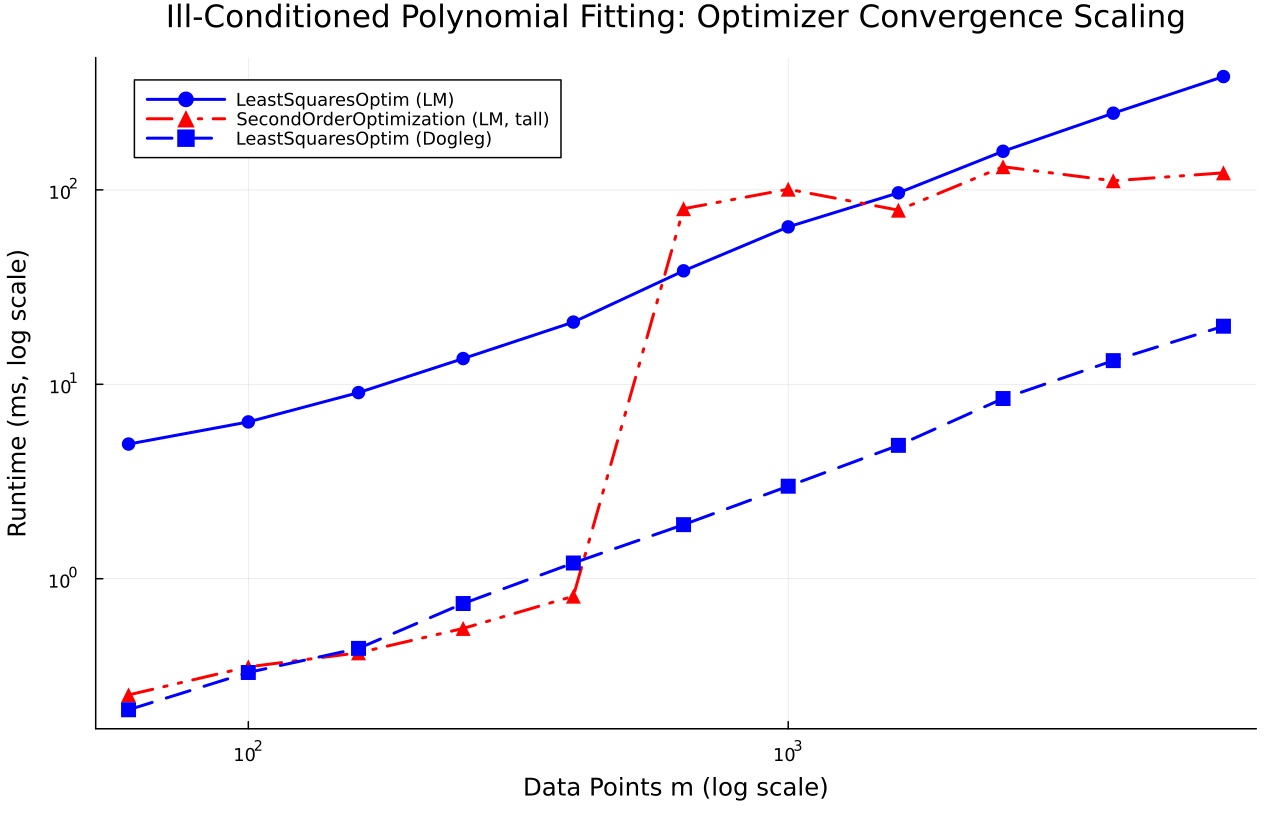 Ill-Conditioned Polynomial Fitting: Optimizer Convergence Scaling
LeastSquaresOptim (LM)
SecondOrderOptimization (LM, tall)
LeastSquaresOptim (Dogleg)
Runtime (ms, log scale)
10²
10¹
10⁰
10²
10³
Data Points m (log scale)